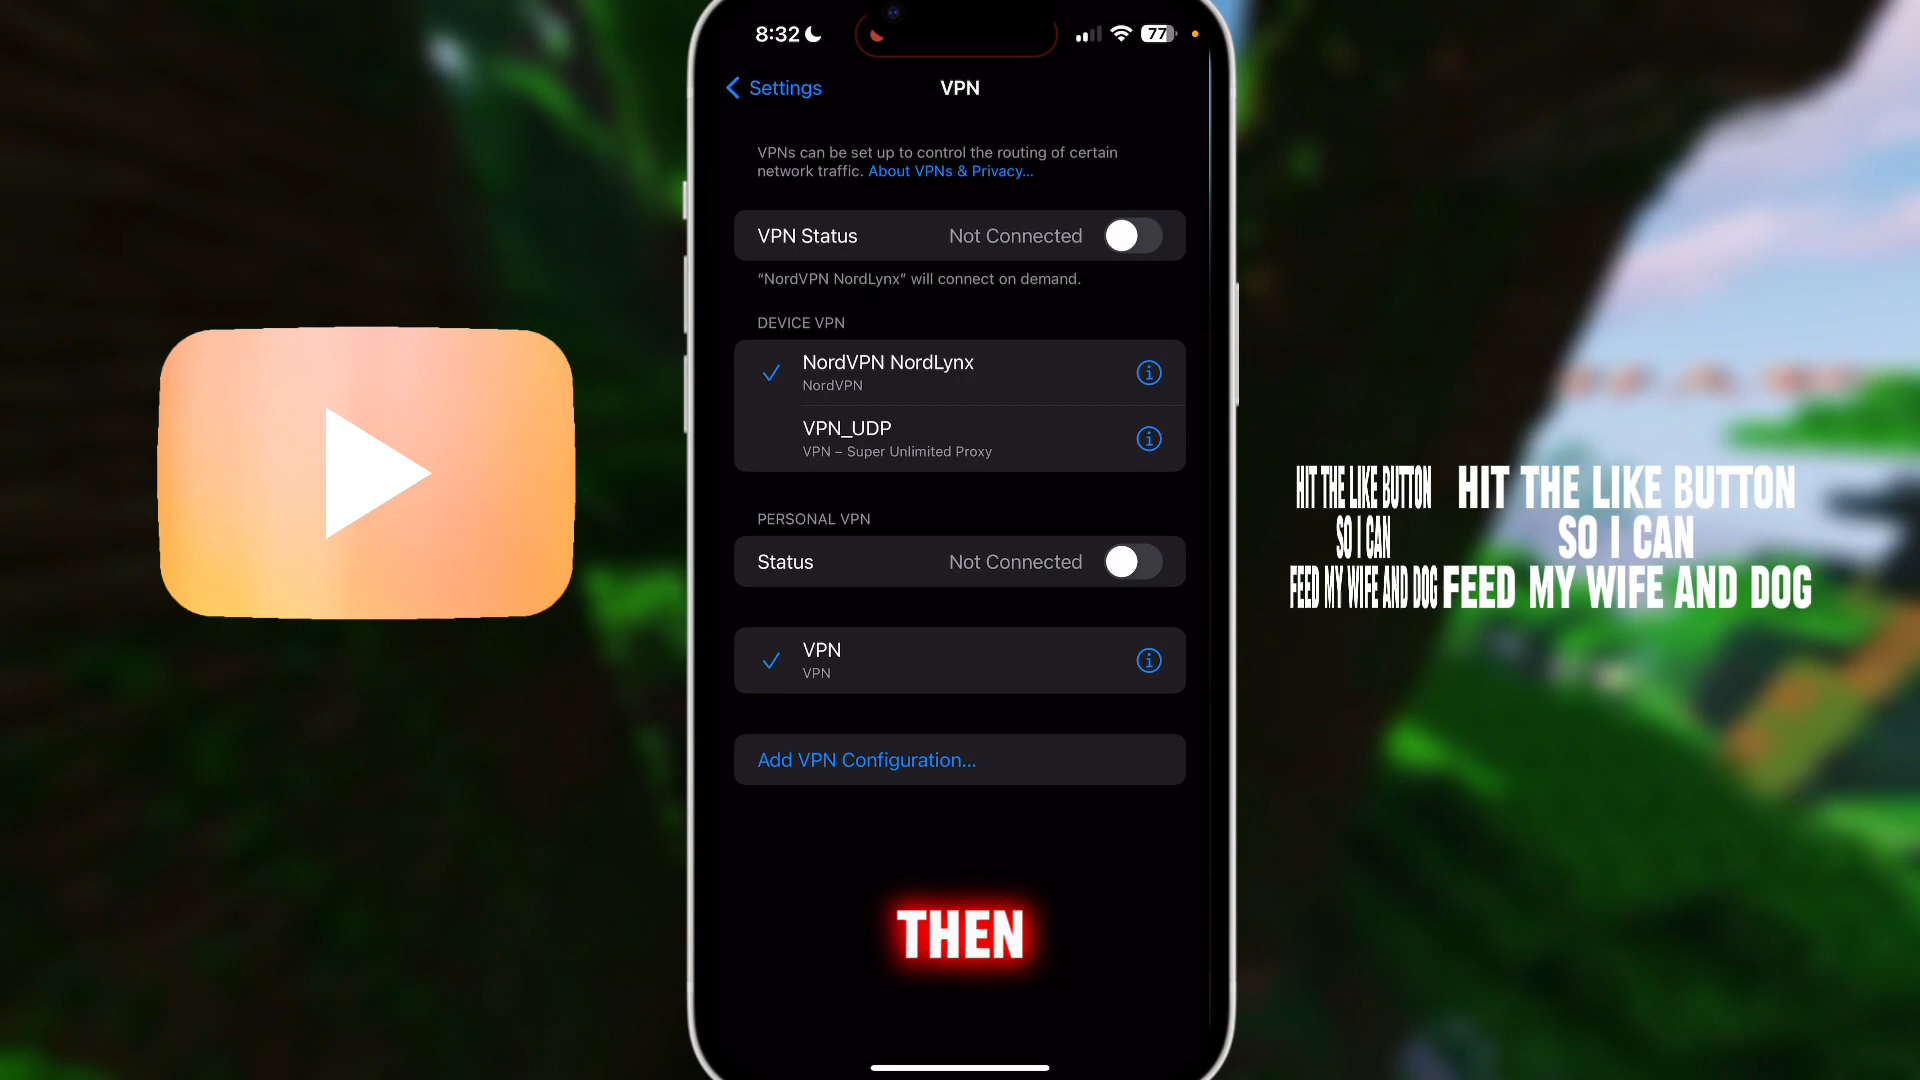 8:32
77
Settings
VPN
VPNs can be set up to control the routing of certain
network traffic. About VPNs & Privacy...
VPN Status Not Connected
“NordVPN NordLynx” will connect on demand.
DEVICE VPN
NordVPN NordLynx
NordVPN
VPN_UDP
VPN – Super Unlimited Proxy
PERSONAL VPN
Status Not Connected
VPN
VPN
Add VPN Configuration...
THEN
HIT THE LIKE BUTTON
SO I CAN
FEED MY WIFE AND DOG
HIT THE LIKE BUTTON
SO I CAN
FEED MY WIFE AND DOG